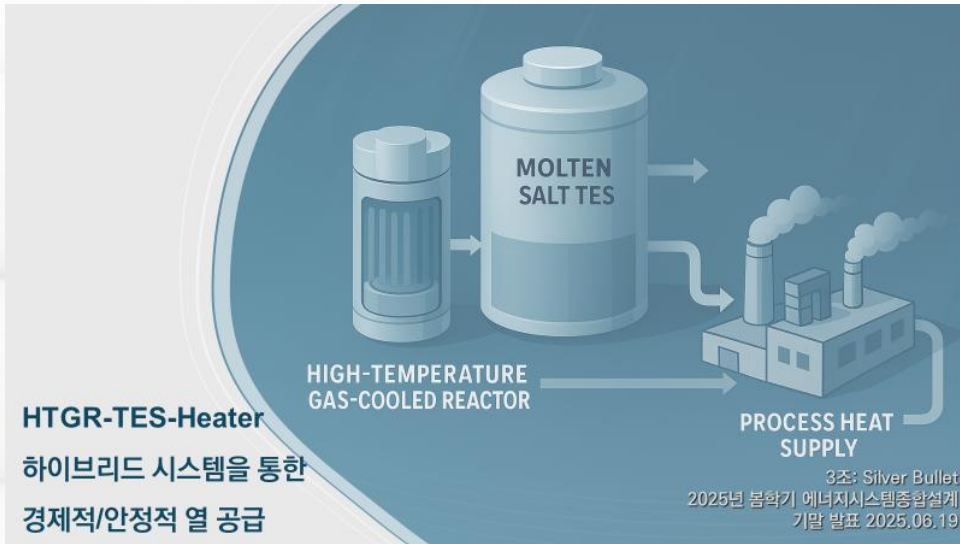 MOLTEN
SALT TES
HIGH-TEMPERATURE
GAS-COOLED REACTOR
PROCESS HEAT
SUPPLY
HTGR-TES-Heater
하이브리드 시스템을 통한
경제적/안정적 열 공급
3조: Silver Bullet
2025년 봄학기 에너지시스템종합설계
기말 발표 2025.06.19